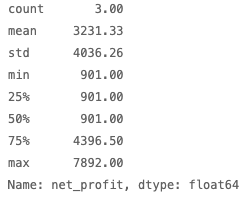 count 3.00
mean 3231.33
std 4036.26
min 901.00
25% 901.00
50% 901.00
75% 4396.50
max 7892.00
Name: net_profit, dtype: float64